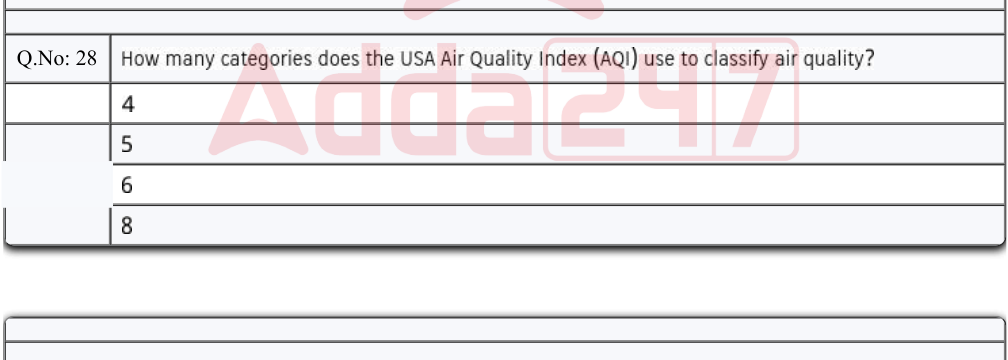 Q.No: 28 How many categories does the USA Air Quality Index (AQI) use to classify air quality?
Adda247
4
5
6
8